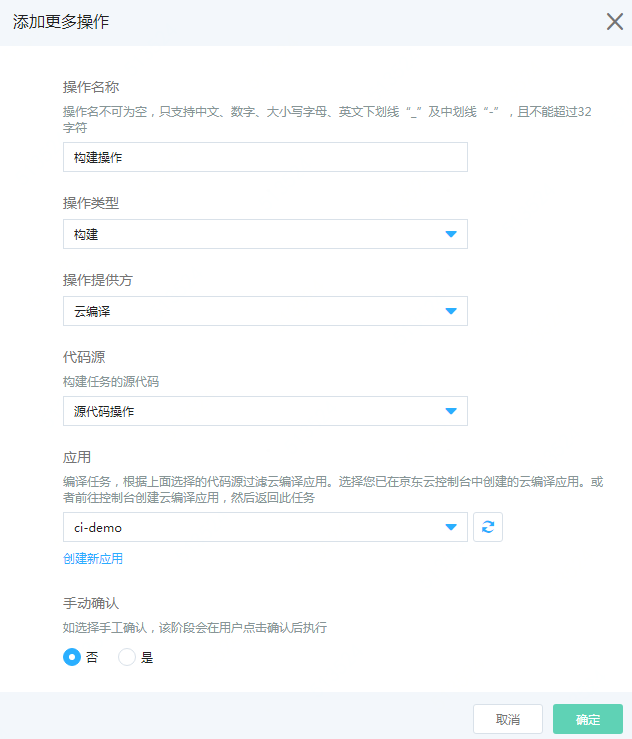 添加更多操作
操作名称
操作名不可为空，只支持中文、数字、大小写字母、英文下划线“_”及中划线“-”，且不能超过32
字符
构建操作
操作类型
构建
操作提供方
云编译
代码源
构建任务的源代码
源代码操作
应用
编译任务，根据上面选择的代码源过滤云编译应用。选择您已在京东云控制台中创建的云编译应用。或
者前往控制台创建云编译应用，然后返回此任务
ci-demo
创建新应用
手动确认
如选择手工确认，该阶段会在用户点击确认后执行
否 是
取消 确定